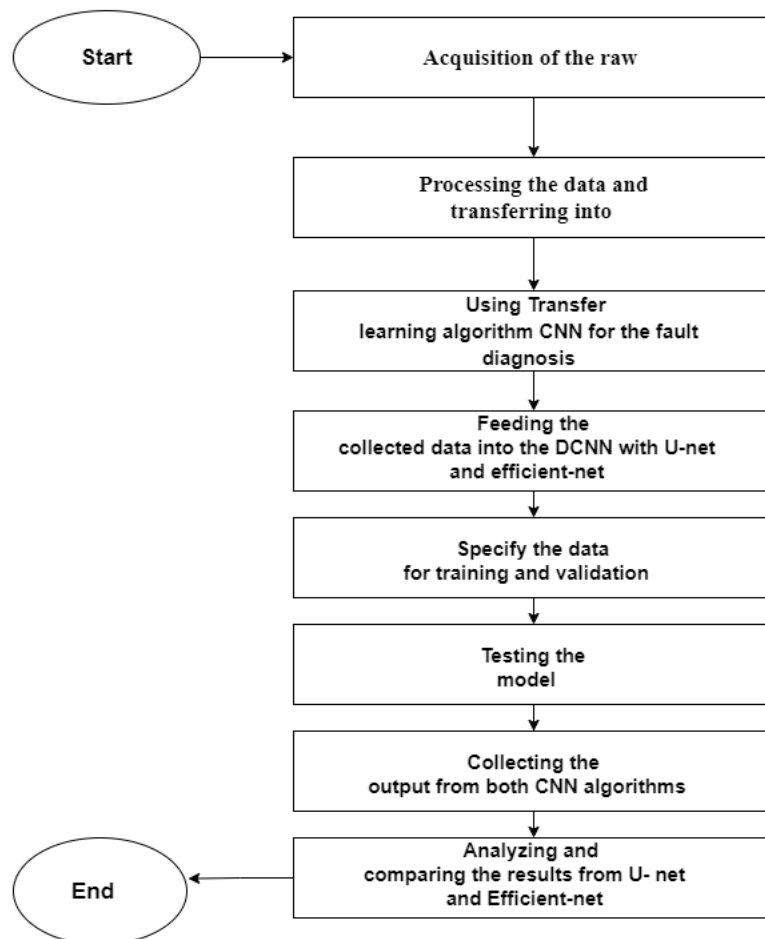 Start
Acquisition of the raw
Processing the data and
transferring into
Using Transfer
learning algorithm CNN for the fault
diagnosis
Feeding the
collected data into the DCNN with U-net
and efficient-net
Specify the data
for training and validation
Testing the
model
Collecting the
output from both CNN algorithms
Analyzing and
comparing the results from U- net
and Efficient-net
End